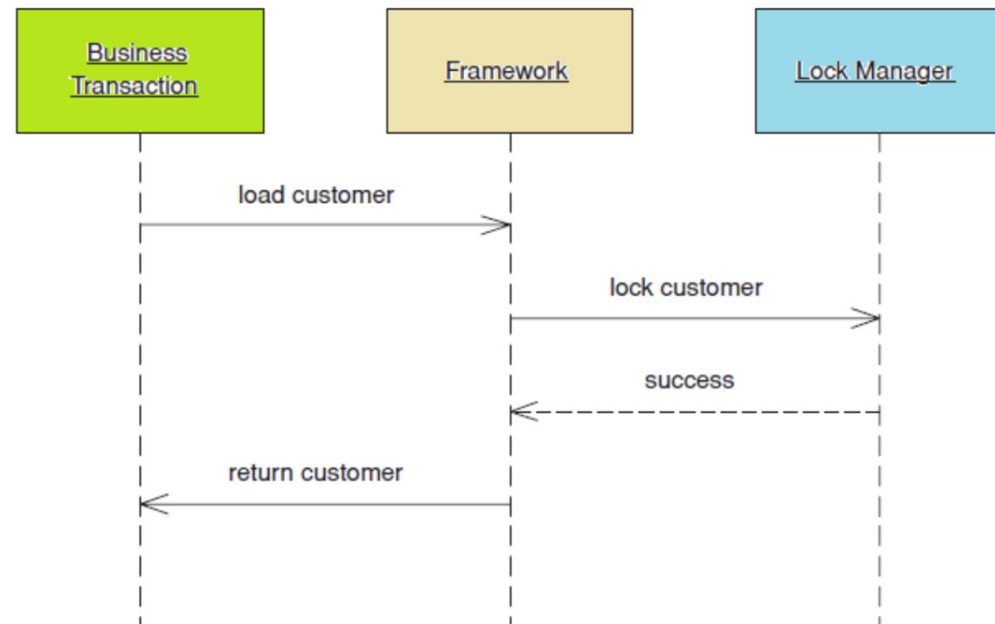 Business
Transaction
Framework
Lock Manager
load customer
lock customer
success
return customer